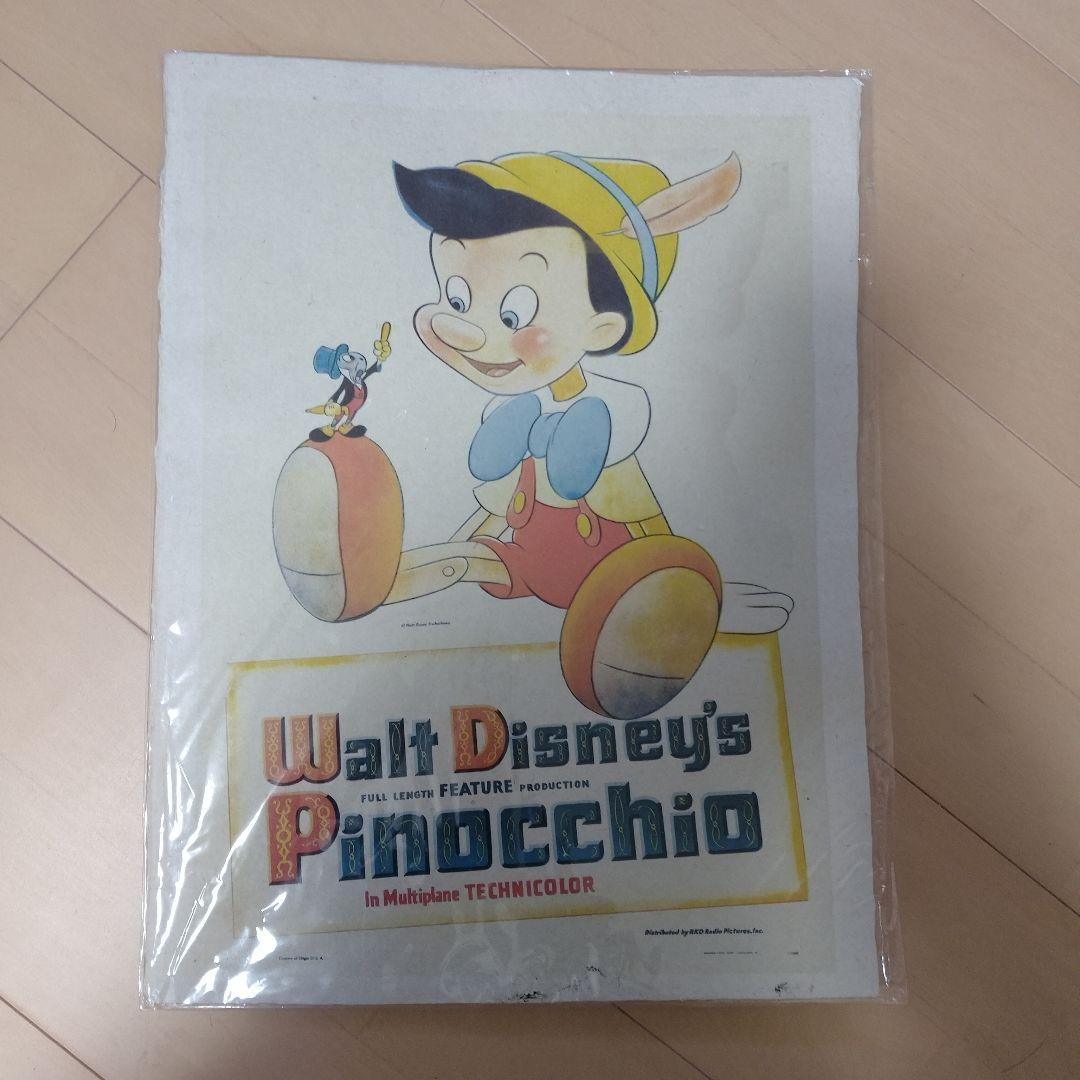 Walt Disney's
FULL LENGTH FEATURE PRODUCTION
Pinocchio
In Multiplane TECHNICOLOR
Distributed by RKO Radio Pictures, Inc.